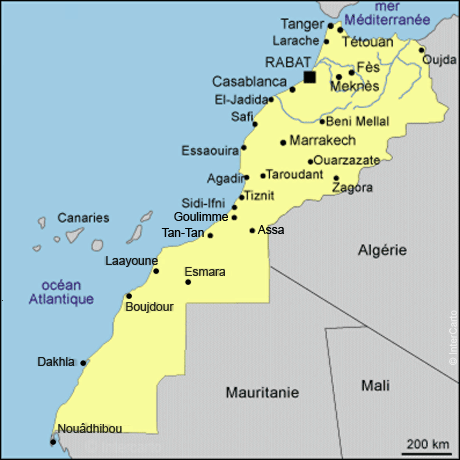 mer
Méditerranée
Tanger
Tétouan
Larache
Oujda
RABAT
Fès
Meknès
Casablanca
El-Jadida
Safi
Beni Mellal
Marrakech
Essaouira
Ouarzazate
Agadir
Taroudant
Zagora
Tiznit
Sidi-Ifni
Goulimme
Canaries
Tan-Tan
Assa
Algérie
Laayoune
Esmara
océan
Atlantique
Boujdour
© InterCarto
Dakhla
Mauritanie
Mali
Nouâdhibou
200 km